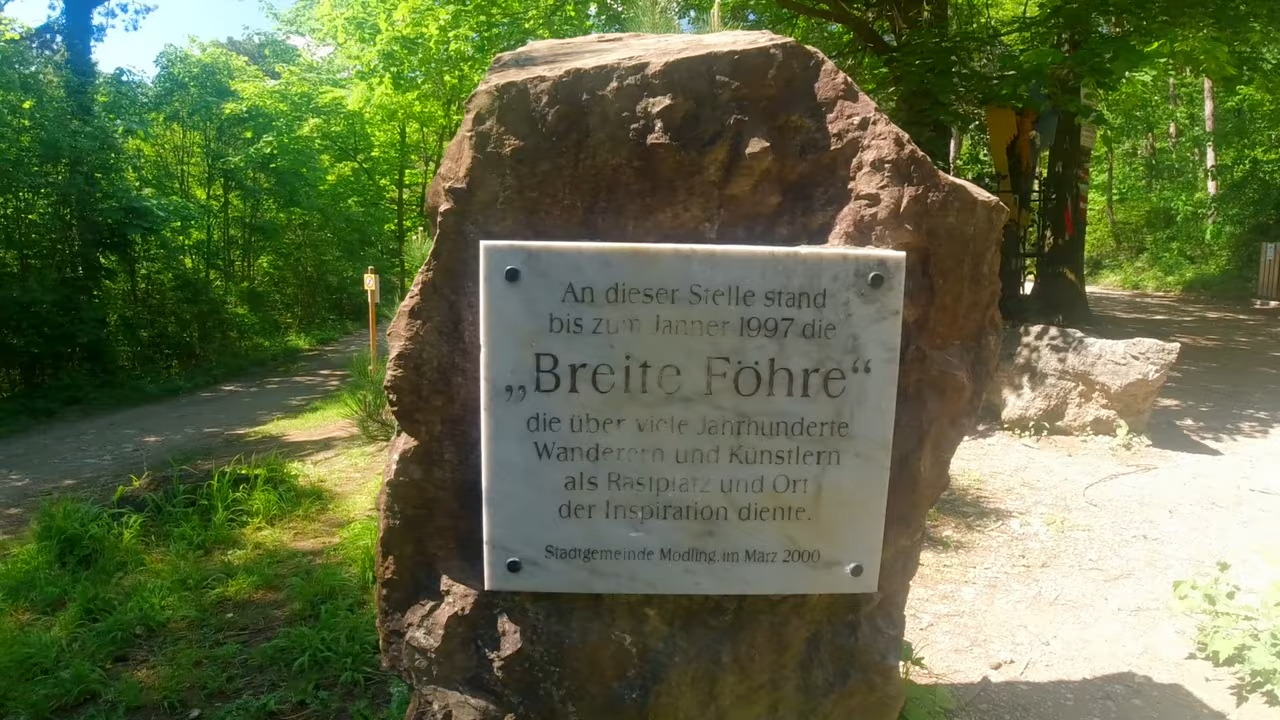 An dieser Stelle stand
bis zum Janner 1997 die
„Breite Föhre“
die über viele Jahrhunderte
Wanderern und Künstlern
als Rastplatz und Ort
der Inspiration diente.
Stadtgemeinde Mödling, im März 2000